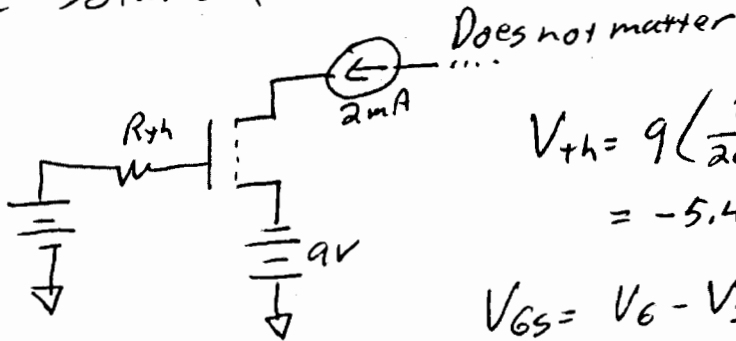 Does not matter
....
2mA
Rth
Vth = 9(
= -5.4
9V
VGS = VG - V